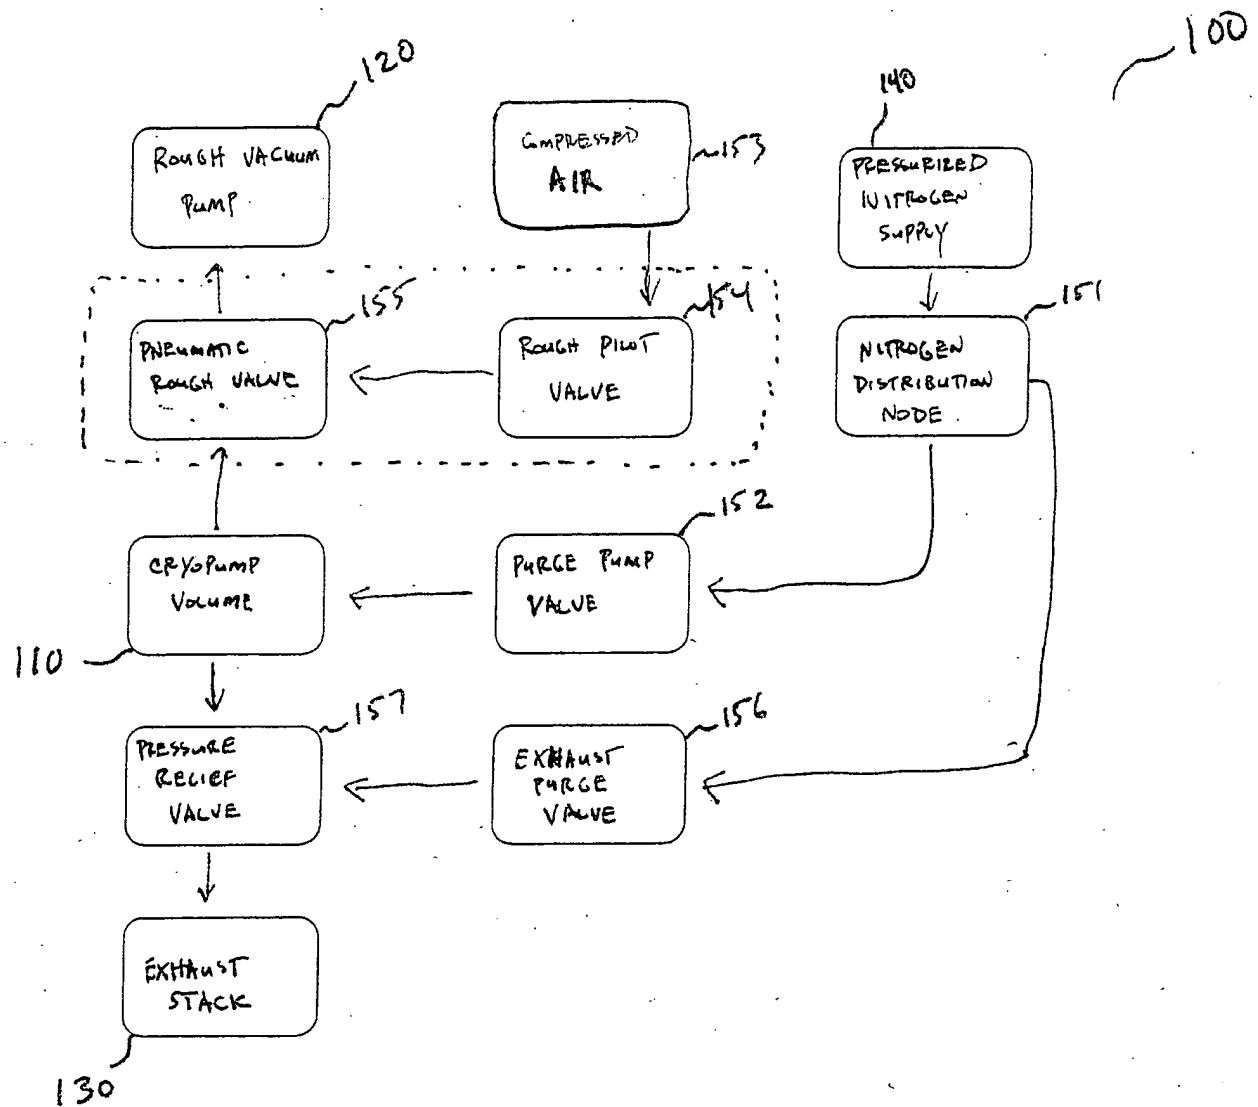 100
120
ROUGH VACUUM
PUMP
COMPRESSED
AIR
153
140
PRESSURIZED
NITROGEN
SUPPLY
155
PNEUMATIC
ROUGH VALVE
154
ROUGH PILOT
VALVE
151
NITROGEN
DISTRIBUTION
NODE
CRYOPUMP
VOLUME
110
152
PURGE PUMP
VALVE
157
PRESSURE
RELIEF
VALVE
156
EXHAUST
PURGE
VALVE
EXHAUST
STACK
130